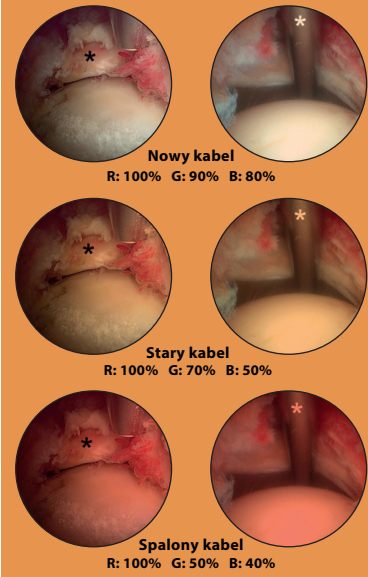 Nowy kabel
R: 100% G: 90% B: 80%
Stary kabel
R: 100% G: 70% B: 50%
Spalony kabel
R: 100% G: 50% B: 40%